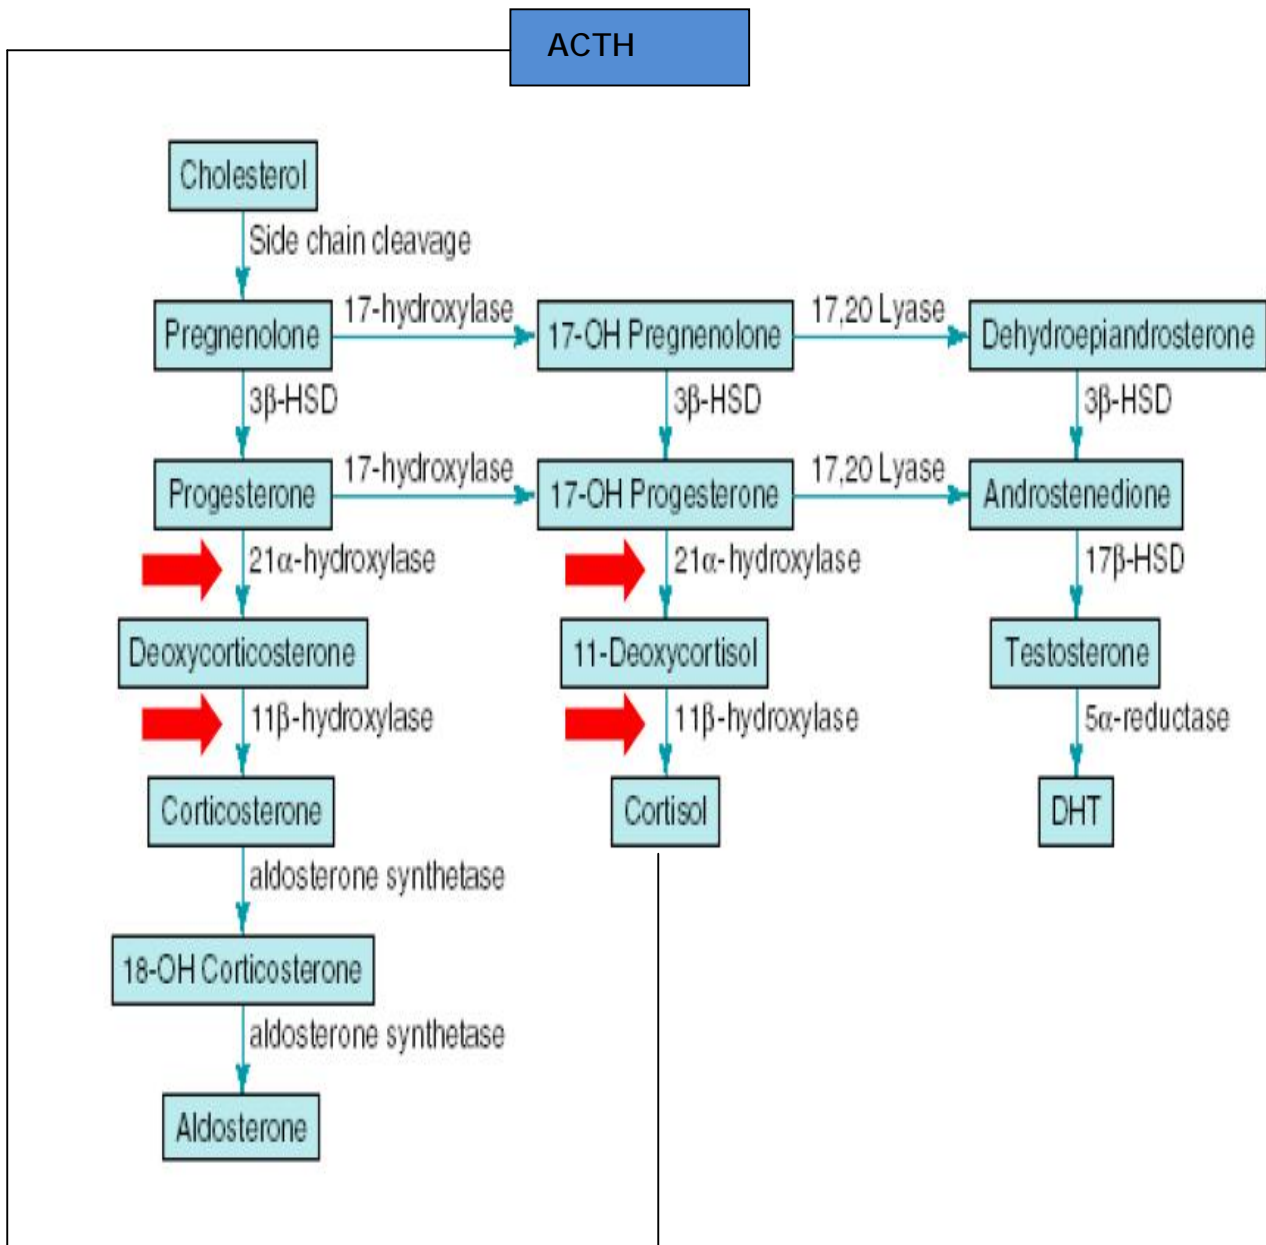 ACTH
Cholesterol
Side chain cleavage
17-hydroxylase
17,20 Lyase
Pregnenolone
17-OH Pregnenolone
Dehydroepiandrosterone
3β-HSD
3β-HSD
3β-HSD
17-hydroxylase
17,20 Lyase
Progesterone
17-OH Progesterone
Androstenedione
21α-hydroxylase
21α-hydroxylase
17β-HSD
Deoxycorticosterone
11-Deoxycortisol
Testosterone
11β-hydroxylase
11β-hydroxylase
5α-reductase
Corticosterone
Cortisol
DHT
aldosterone synthetase
18-OH Corticosterone
aldosterone synthetase
Aldosterone